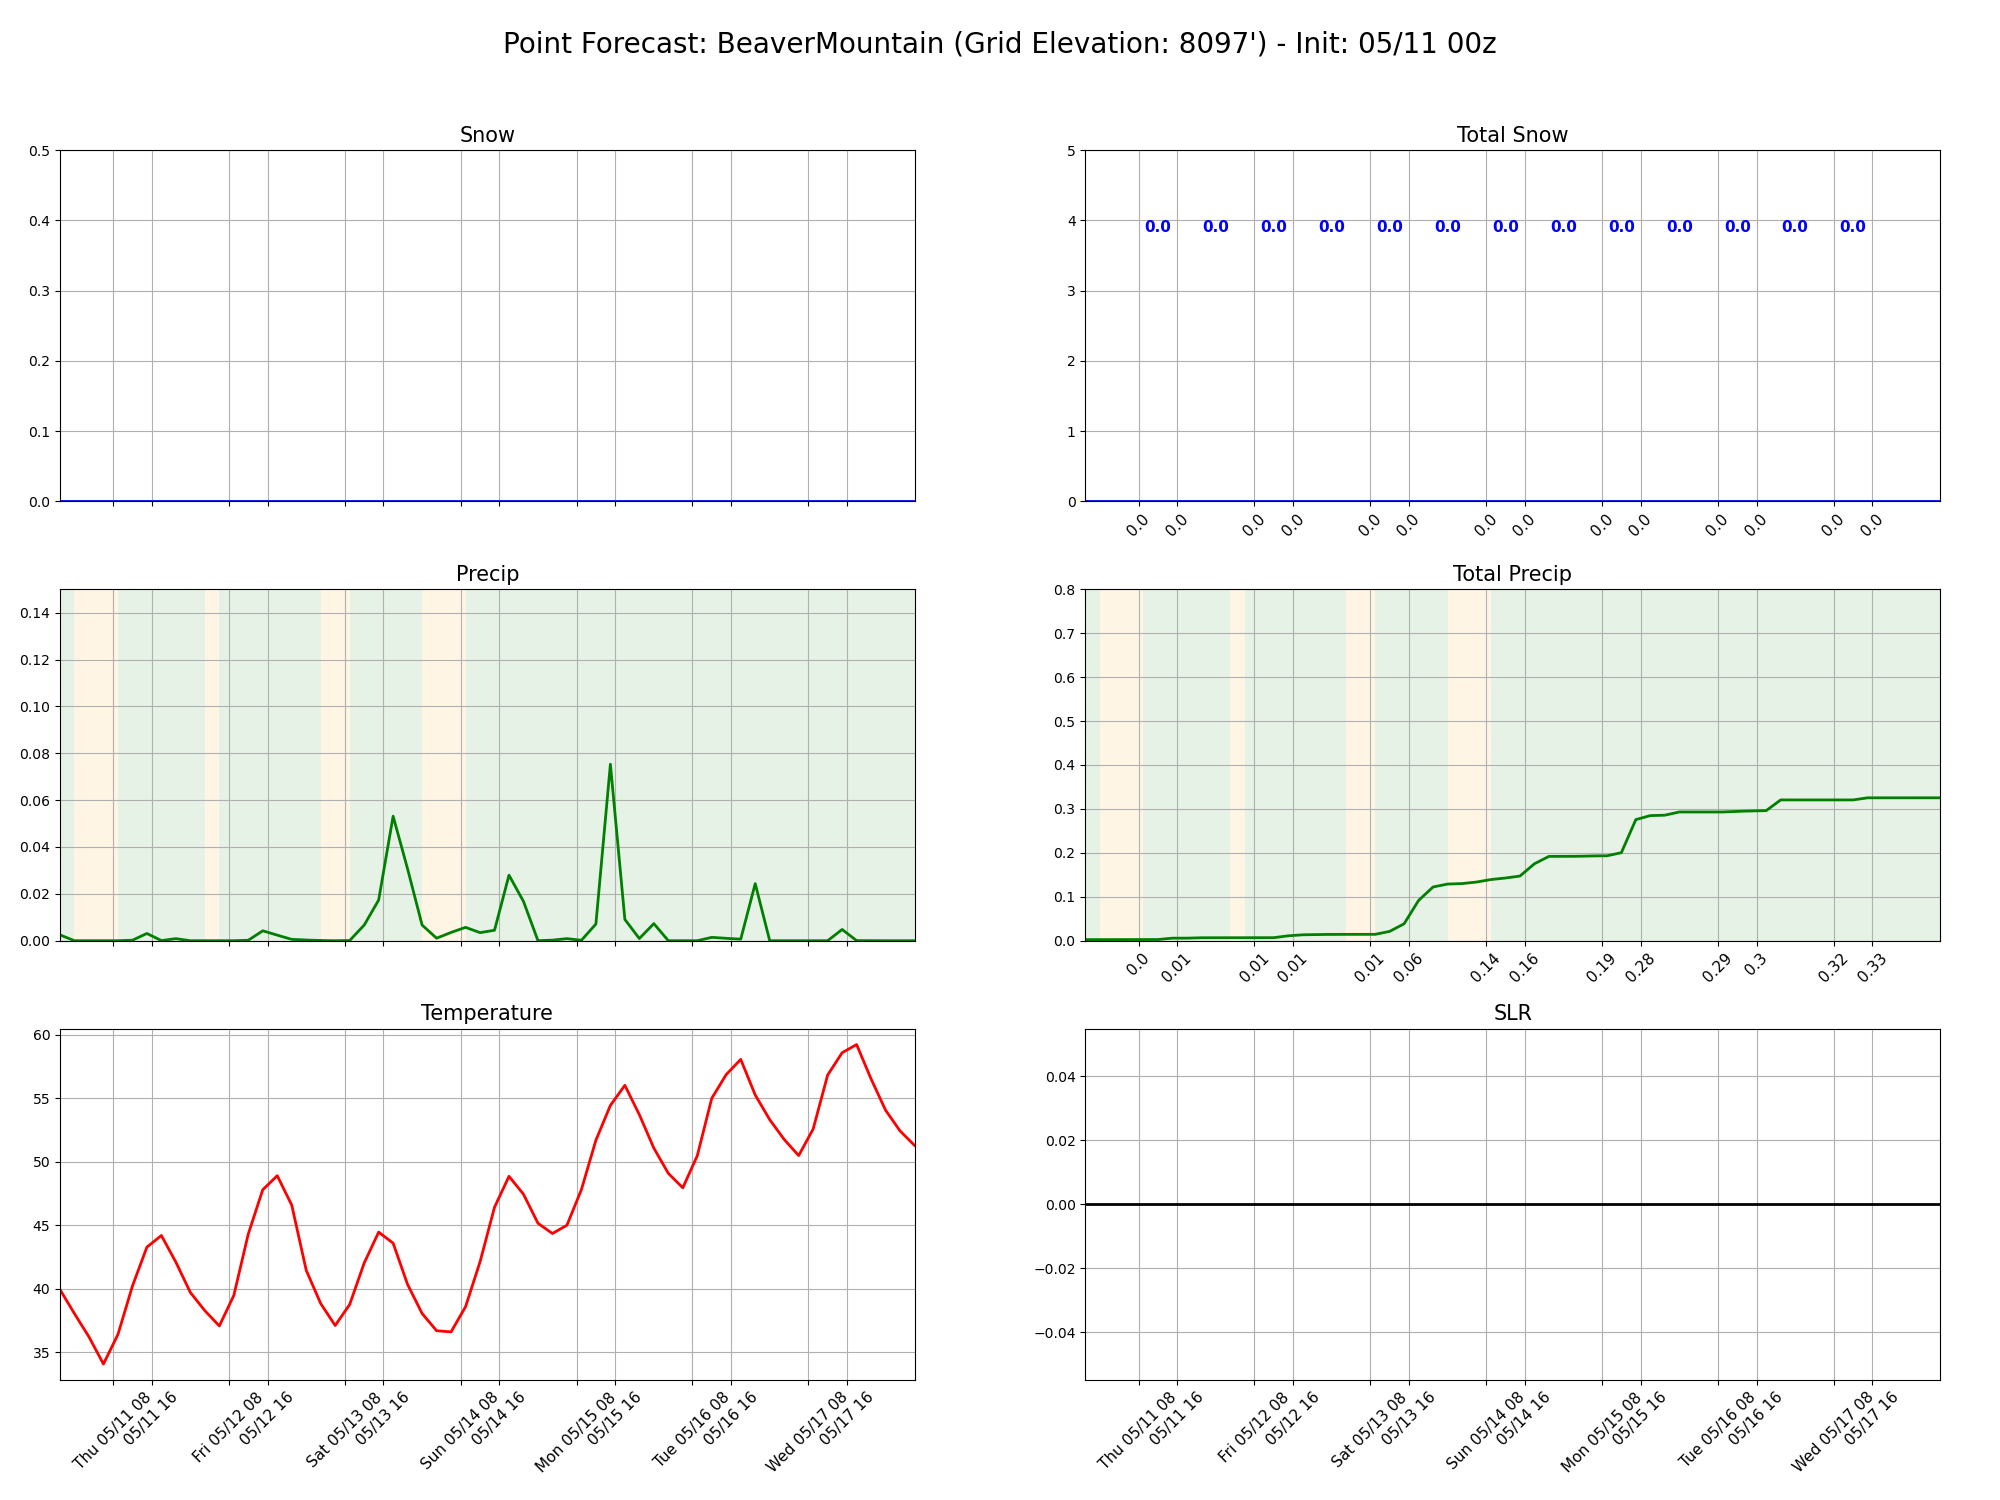 Point Forecast: BeaverMountain (Grid Elevation: 8097') - Init: 05/11 00z
Snow
0.5
0.4
0.3
0.2
0.1
0.0
Total Snow
5
4
3
2
1
0
0.0 0.0 0.0 0.0 0.0 0.0 0.0 0.0 0.0 0.0 0.0 0.0 0.0
0.0 0.0 0.0 0.0 0.0 0.0 0.0 0.0 0.0 0.0 0.0 0.0 0.0 0.0
Precip
0.14
0.12
0.10
0.08
0.06
0.04
0.02
0.00
Total Precip
0.8
0.7
0.6
0.5
0.4
0.3
0.2
0.1
0.0
0.0 0.01 0.01 0.01 0.01 0.06 0.14 0.16 0.19 0.28 0.29 0.3 0.32 0.33
Temperature
60
55
50
45
40
35
Thu 05/11 08
05/11 16
Fri 05/12 08
05/12 16
Sat 05/13 08
05/13 16
Sun 05/14 08
05/14 16
Mon 05/15 08
05/15 16
Tue 05/16 08
05/16 16
Wed 05/17 08
05/17 16
SLR
0.04
0.02
0.00
−0.02
−0.04
Thu 05/11 08
05/11 16
Fri 05/12 08
05/12 16
Sat 05/13 08
05/13 16
Sun 05/14 08
05/14 16
Mon 05/15 08
05/15 16
Tue 05/16 08
05/16 16
Wed 05/17 08
05/17 16